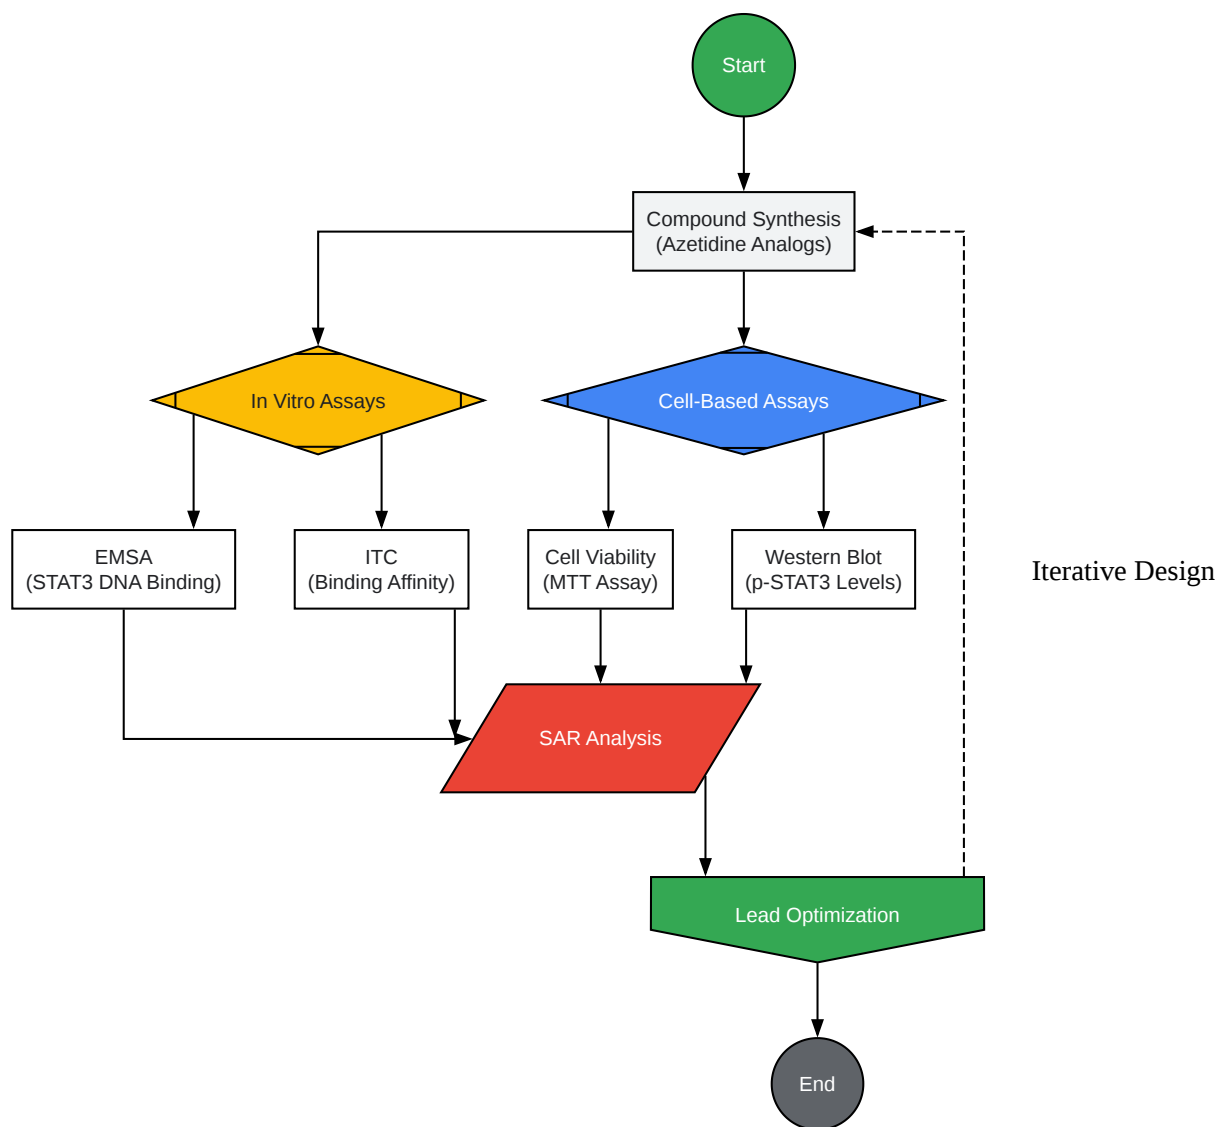 Start
Compound Synthesis
(Azetidine Analogs)
In Vitro Assays
Cell-Based Assays
EMSA
(STAT3 DNA Binding)
ITC
(Binding Affinity)
Cell Viability
(MTT Assay)
Western Blot
(p-STAT3 Levels)
Iterative Design
SAR Analysis
Lead Optimization
End